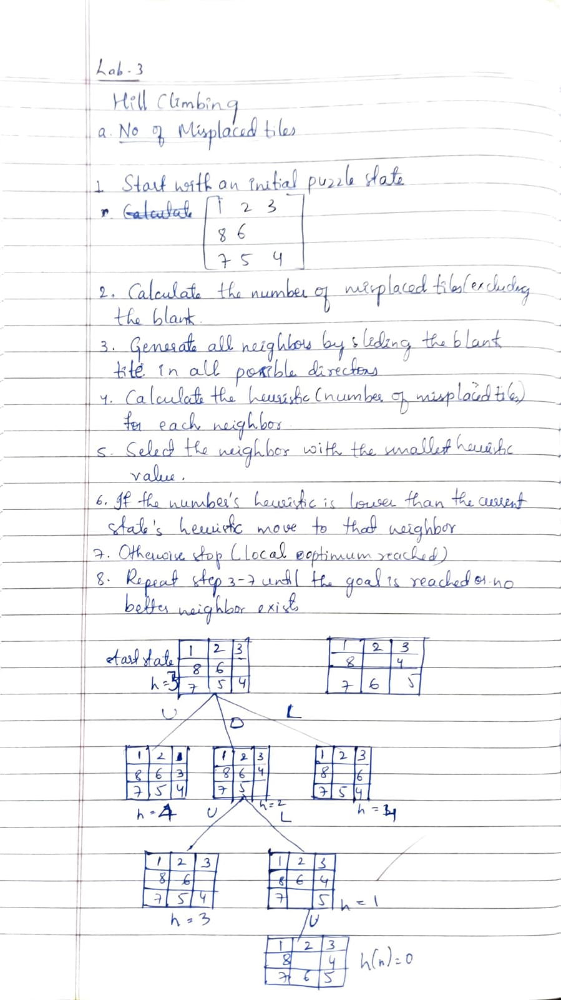 Lab - 3
Hill Climbing
a. No of Misplaced tiles
1 Start with an initial puzzle state
Calculate 1 2 3
8 6
7 5 4
2. Calculate the number of misplaced tiles (excluding
the blank.
3. Generate all neighbors by sliding the blank
tile in all possible directons
4. Calculate the heuristic (number of misplaced tiles)
for each neighbor.
5. Select the neighbor with the smallest heuristic
value.
6. If the number's heuristic is lower than the current
state's heuristic move to that neighbor
7. Otherwise stop (local ooptimum reached)
8. Repeat step 3-7 until the goal is reached or no
better neighbor exists
start state 1 2 3 1 2 3
8 6 8 4
h = 3 7 5 4 7 6 5
U D L
1 2 1 2 3 1 2 3
8 6 3 8 6 4 8 6
7 5 4 7 5 7 5 4
h = 4 h = 2 h = 4
U L
1 2 3 1 2 3
8 6 8 6 4
7 5 4 7 5 h = 1
h = 3 U
1 2 3
8 4 h(n) = 0
7 6 5